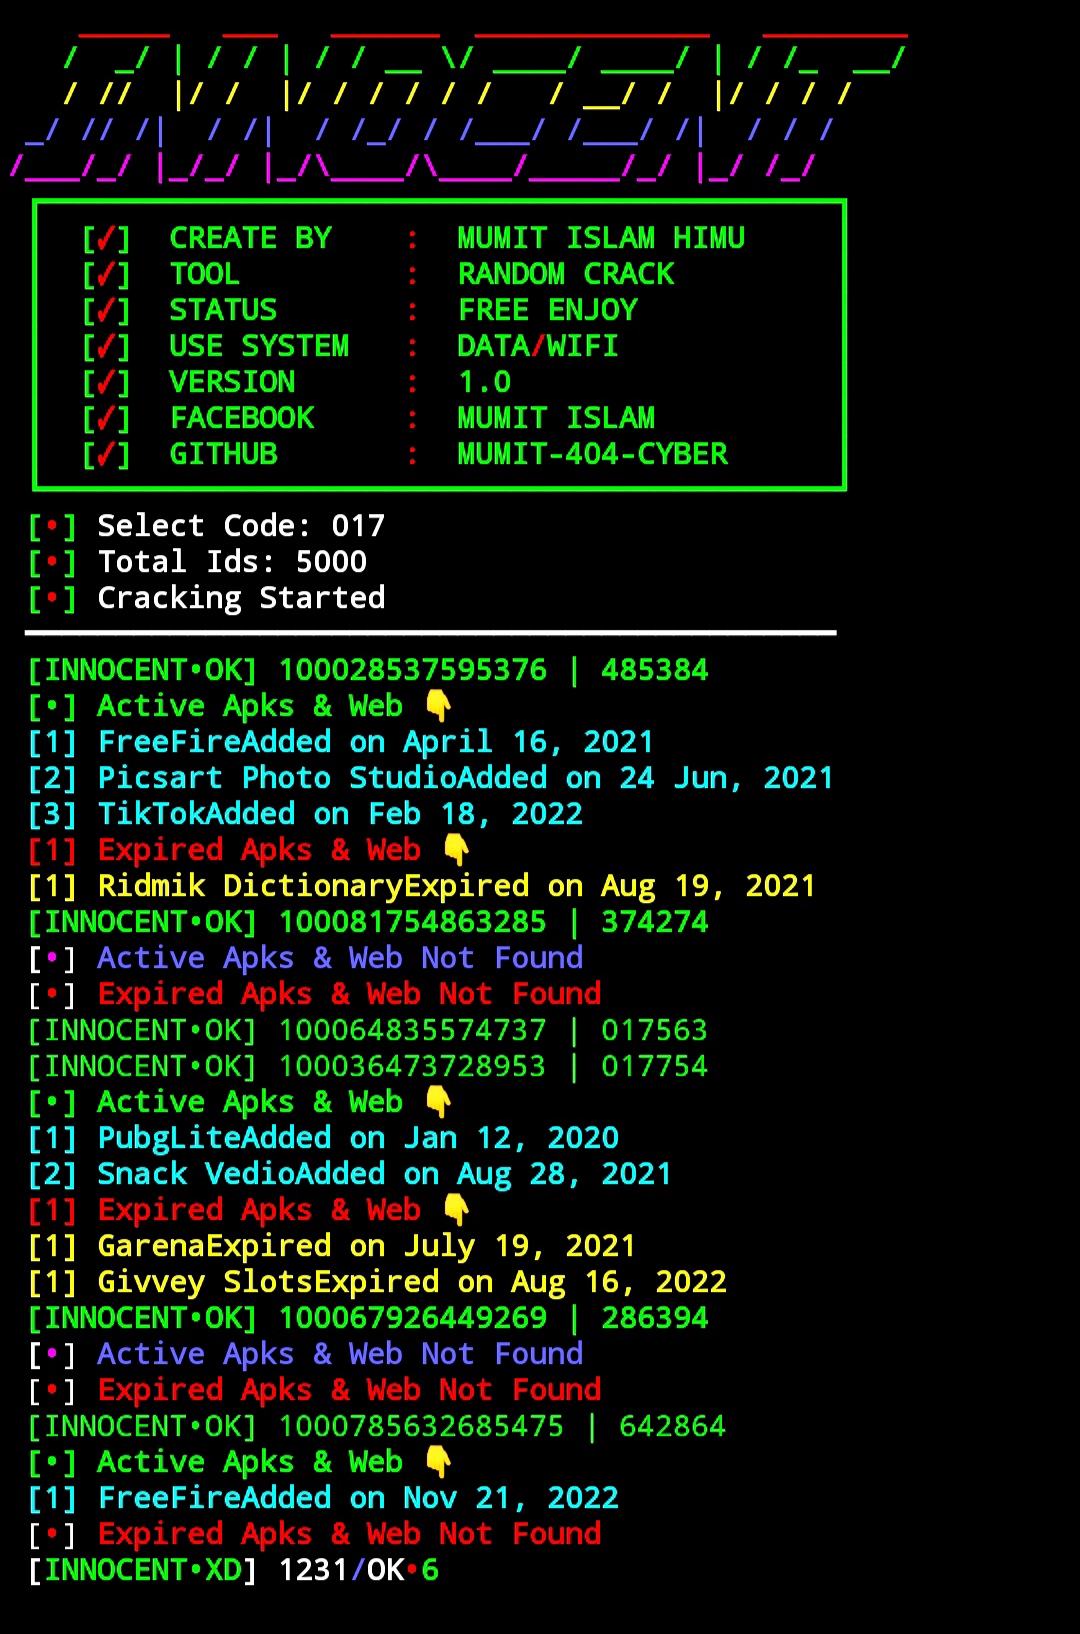 INNOCENT
[✓] CREATE BY : MUMIT ISLAM HIMU
[✓] TOOL : RANDOM CRACK
[✓] STATUS : FREE ENJOY
[✓] USE SYSTEM : DATA/WIFI
[✓] VERSION : 1.0
[✓] FACEBOOK : MUMIT ISLAM
[✓] GITHUB : MUMIT-404-CYBER
[•] Select Code: 017
[•] Total Ids: 5000
[•] Cracking Started
[INNOCENT•OK] 100028537595376 | 485384
[•] Active Apks & Web 👇
[1] FreeFireAdded on April 16, 2021
[2] Picsart Photo StudioAdded on 24 Jun, 2021
[3] TikTokAdded on Feb 18, 2022
[1] Expired Apks & Web 👇
[1] Ridmik DictionaryExpired on Aug 19, 2021
[INNOCENT•OK] 100081754863285 | 374274
[•] Active Apks & Web Not Found
[•] Expired Apks & Web Not Found
[INNOCENT•OK] 100064835574737 | 017563
[INNOCENT•OK] 100036473728953 | 017754
[•] Active Apks & Web 👇
[1] PubgLiteAdded on Jan 12, 2020
[2] Snack VedioAdded on Aug 28, 2021
[1] Expired Apks & Web 👇
[1] GarenaExpired on July 19, 2021
[1] Givvey SlotsExpired on Aug 16, 2022
[INNOCENT•OK] 100067926449269 | 286394
[•] Active Apks & Web Not Found
[•] Expired Apks & Web Not Found
[INNOCENT•OK] 1000785632685475 | 642864
[•] Active Apks & Web 👇
[1] FreeFireAdded on Nov 21, 2022
[•] Expired Apks & Web Not Found
[INNOCENT•XD] 1231/OK•6